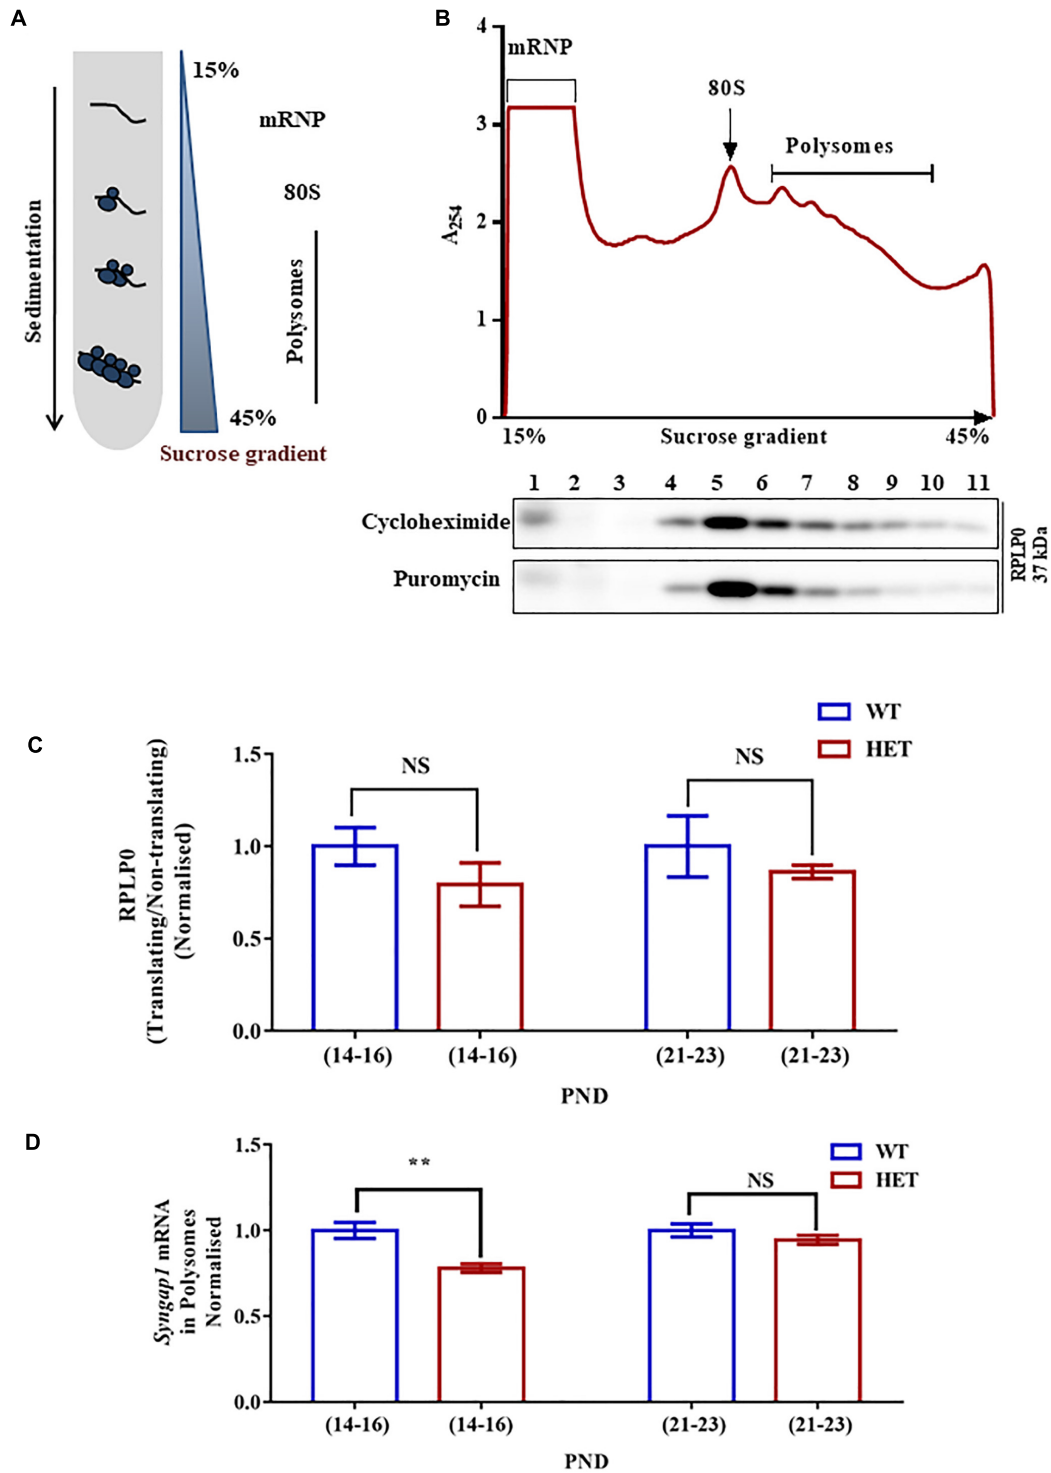 A
15%
mRNP
80S
Polysomes
Sedimentation
45%
Sucrose gradient
B
4
mRNP
80S
3
Polysomes
A254
2
1
0
15%
Sucrose gradient
45%
1 2 3 4 5 6 7 8 9 10 11
Cycloheximide
Puromycin
RPLP0
37 kDa
C
WT
HET
RPLP0
(Translating/Non-translating)
(Normalised)
1.5
1.0
0.5
0.0
NS
NS
(14-16) (14-16) (21-23) (21-23)
PND
D
WT
HET
Syngap1 mRNA
in Polysomes
Normalised
1.5
1.0
0.5
0.0
**
NS
(14-16) (14-16) (21-23) (21-23)
PND